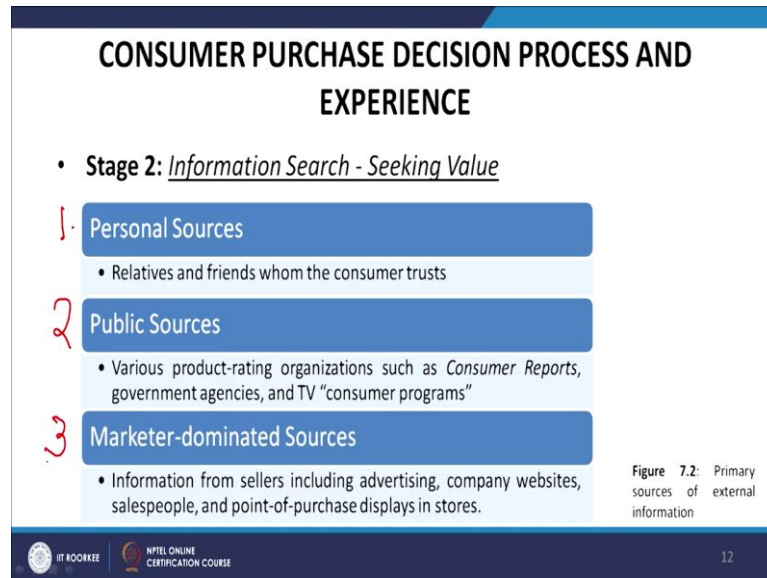 CONSUMER PURCHASE DECISION PROCESS AND
EXPERIENCE
• Stage 2: Information Search - Seeking Value
1. Personal Sources
• Relatives and friends whom the consumer trusts
2 Public Sources
• Various product-rating organizations such as Consumer Reports,
government agencies, and TV “consumer programs”
3 Marketer-dominated Sources
• Information from sellers including advertising, company websites,
salespeople, and point-of-purchase displays in stores.
Figure 7.2: Primary
sources of external
information
IIT ROORKEE
NPTEL ONLINE
CERTIFICATION COURSE
12